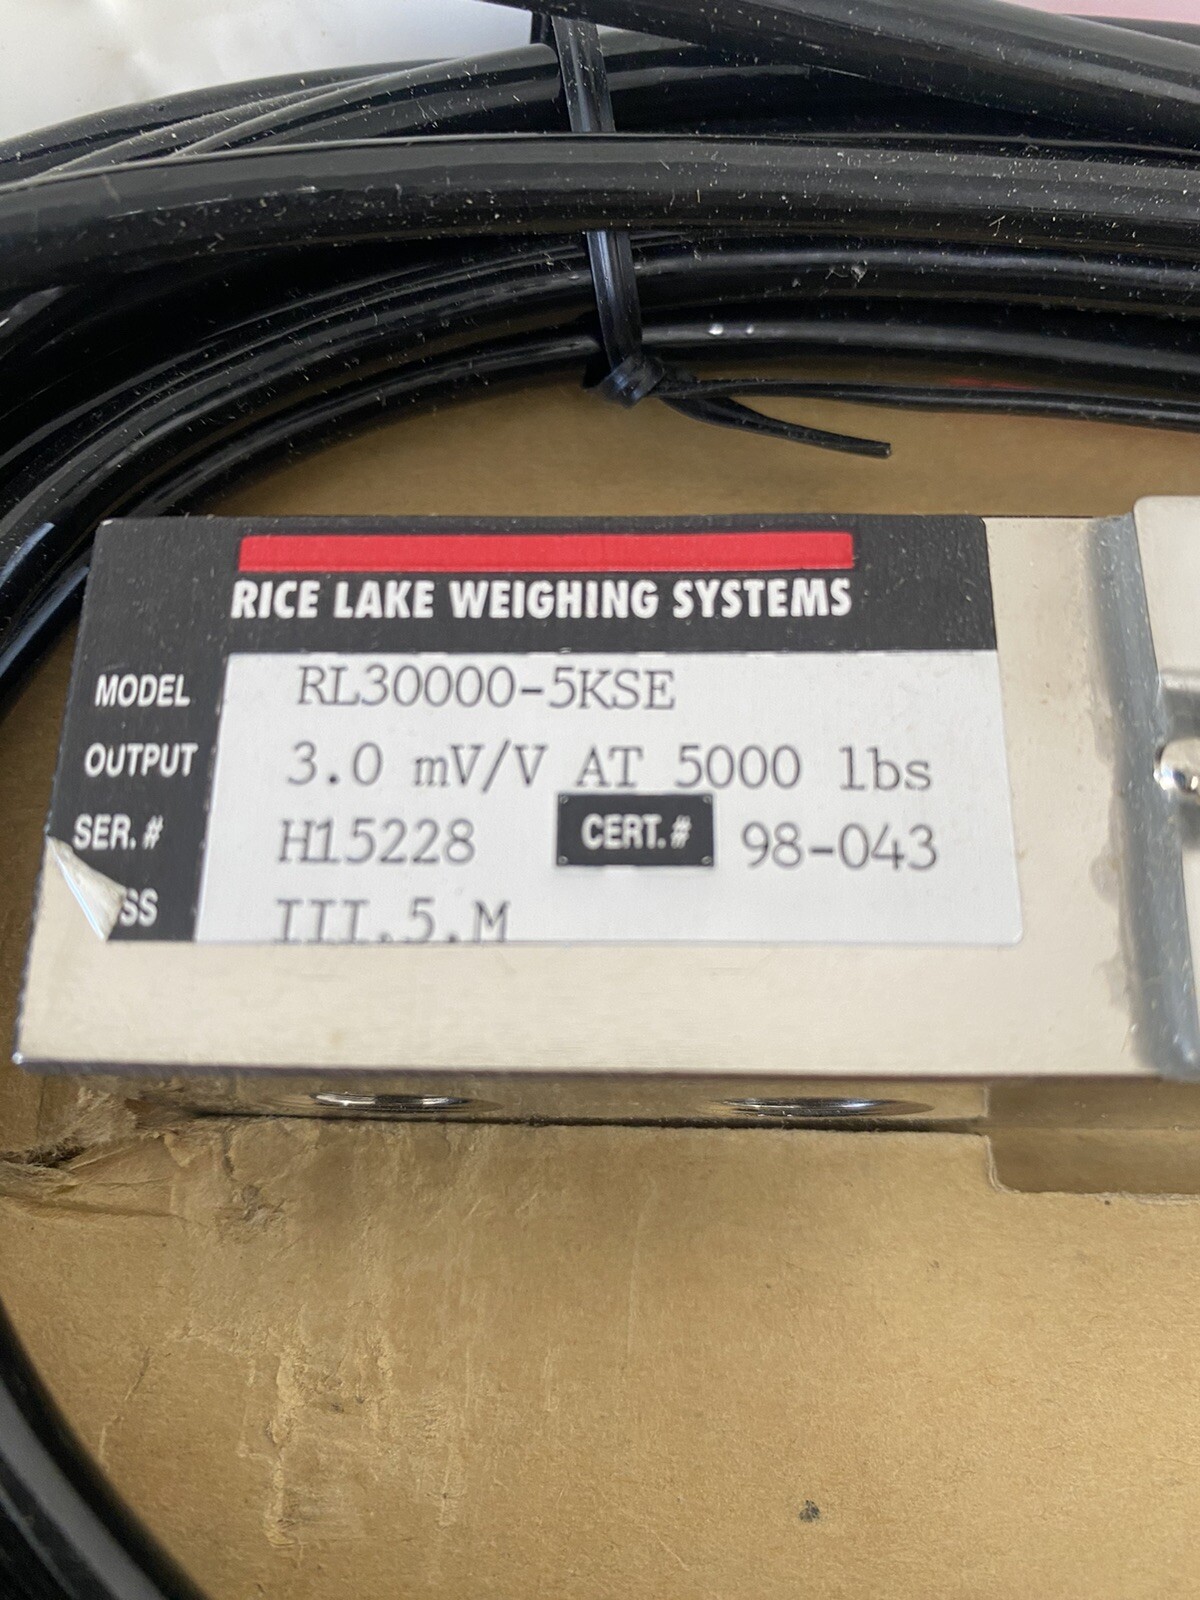 RICE LAKE WEIGHING SYSTEMS
MODEL RL30000-5KSE
OUTPUT 3.0 mV/V AT 5000 lbs
SER.# H15228 CERT.# 98-043
SS III.5.M